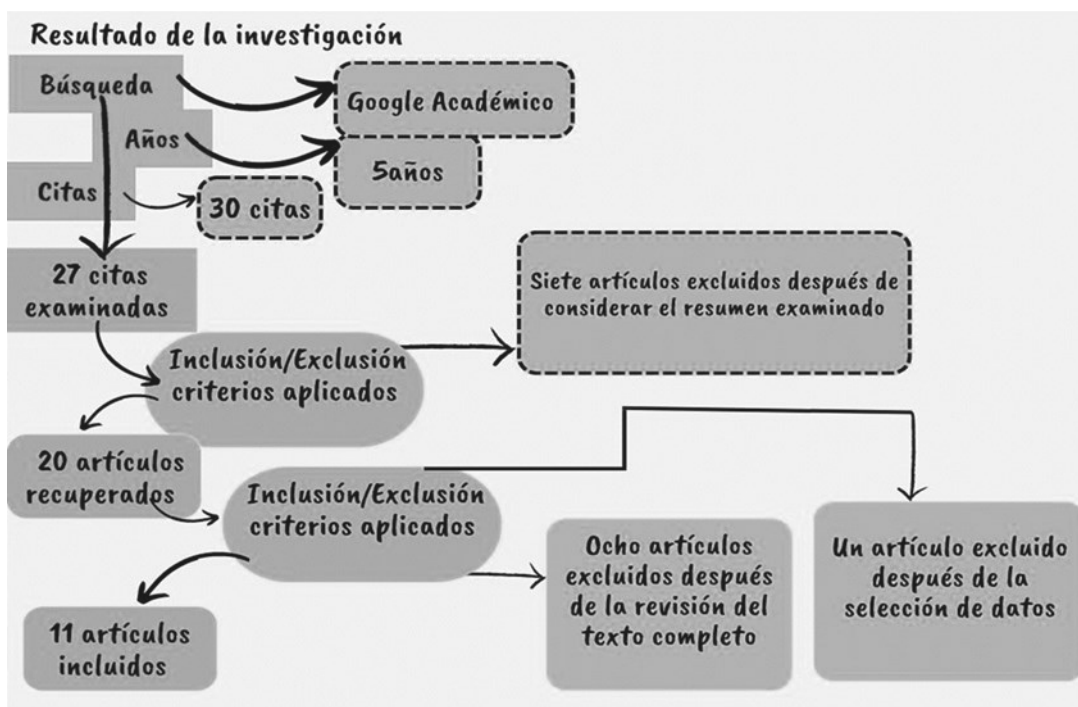 Resultado de la investigación
Búsqueda
Google Académico
Años
5años
Citas
30 citas
27 citas
examinadas
Siete artículos excluidos después de
considerar el resumen examinado
Inclusión/Exclusión
criterios aplicados
20 artículos
recuperados
Inclusión/Exclusión
criterios aplicados
Ocho artículos
excluidos después
de la revisión del
texto completo
Un artículo excluido
después de la
selección de datos
11 artículos
incluidos